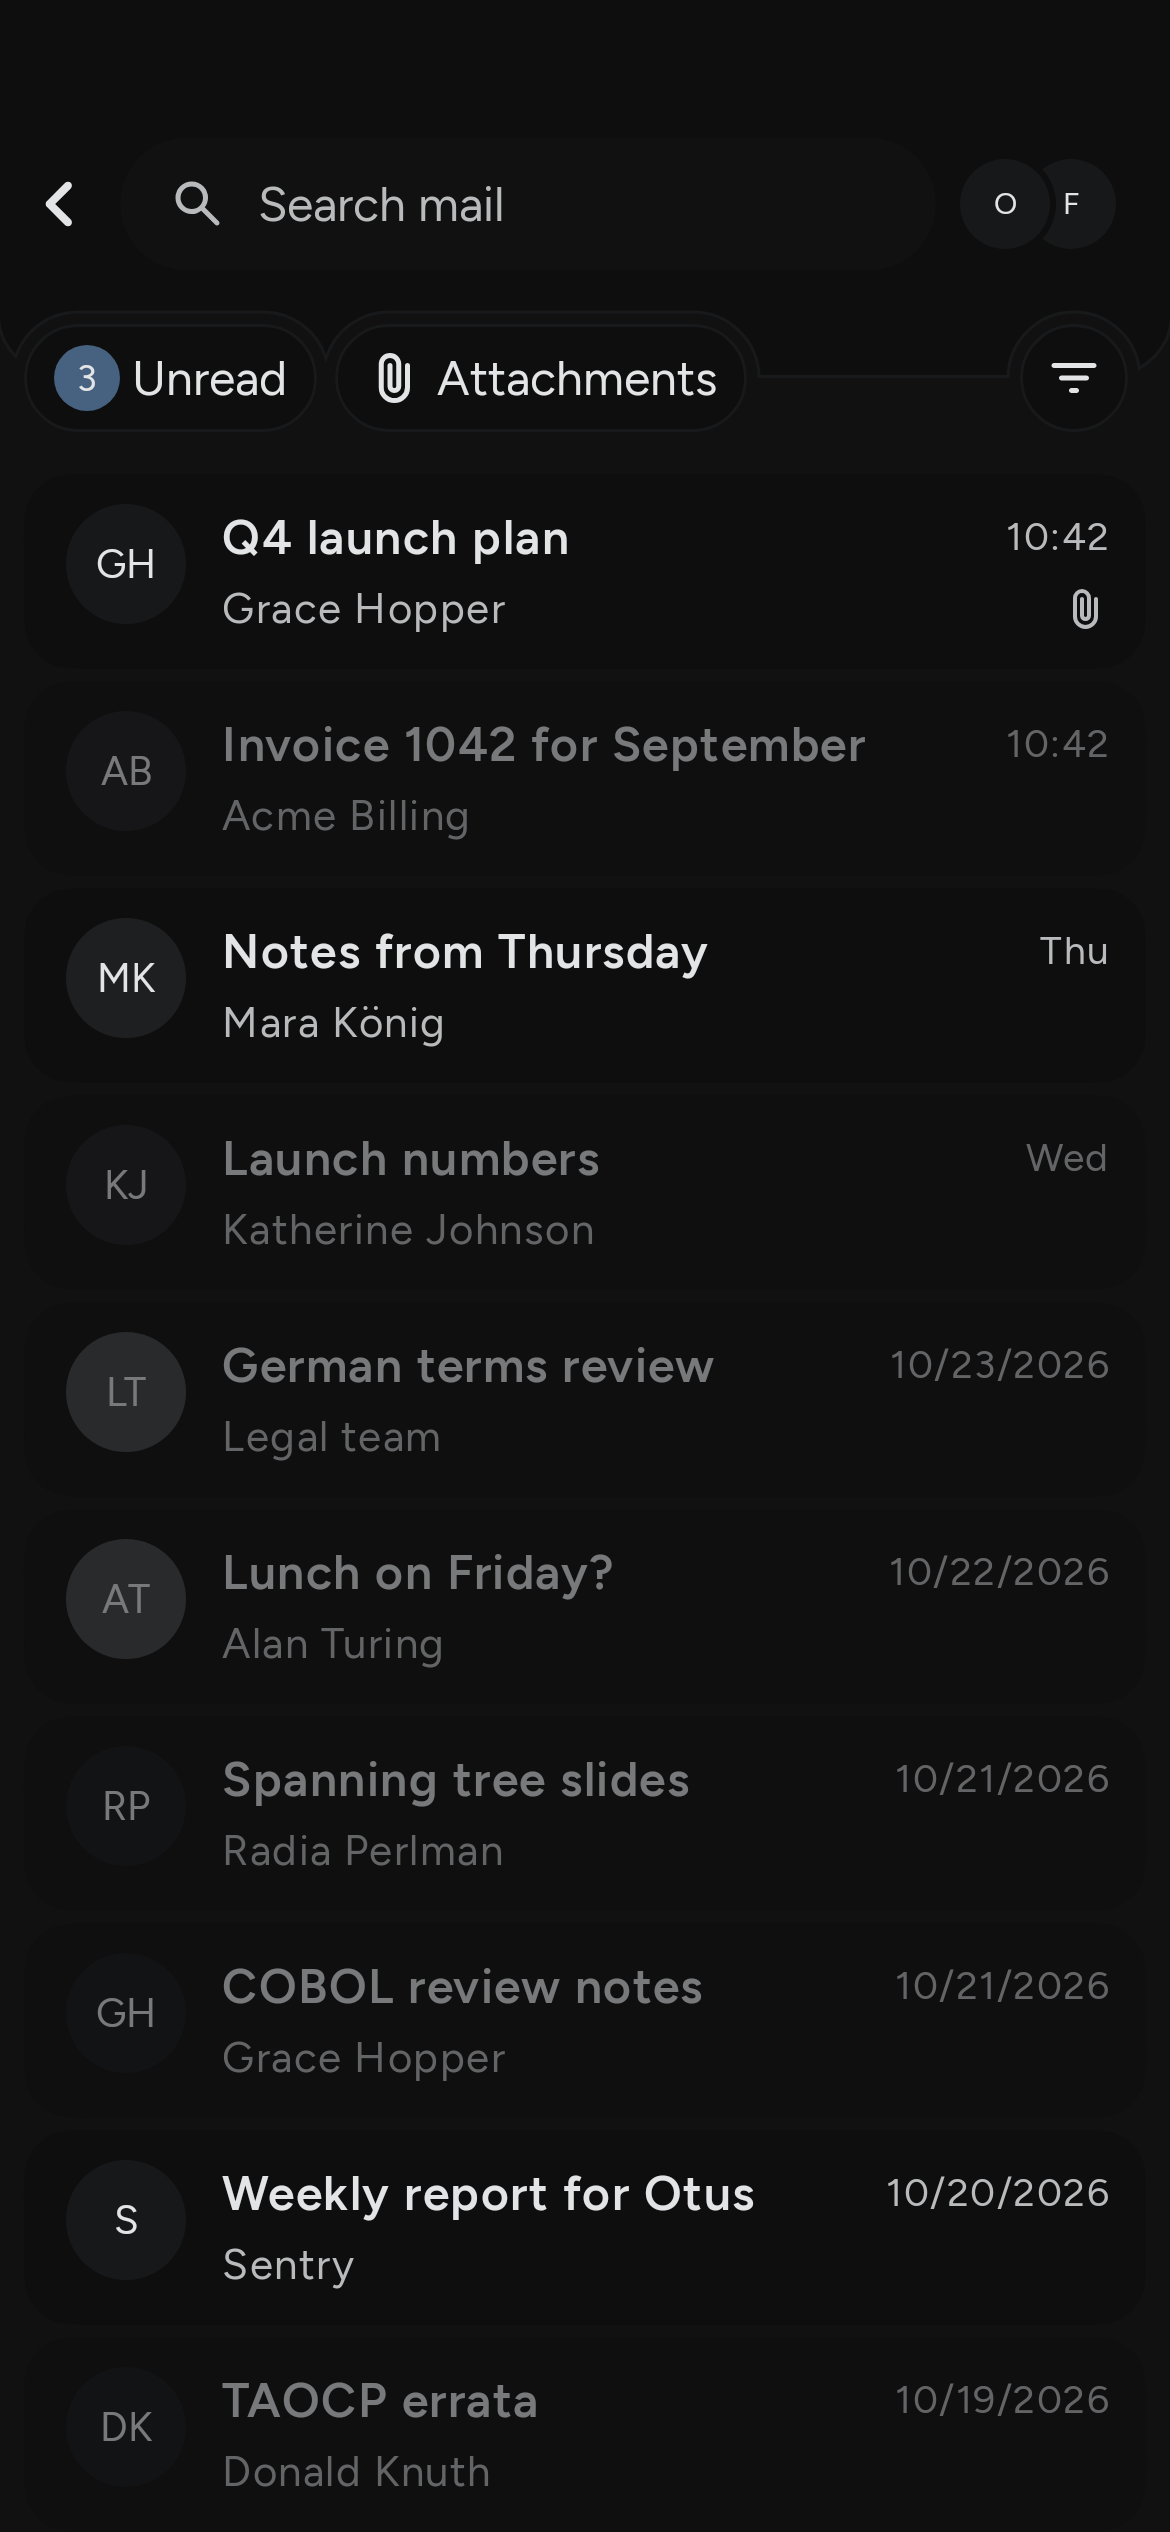 Search mail
O F
3 Unread Attachments
GH Q4 launch plan 10:42
Grace Hopper
AB Invoice 1042 for September 10:42
Acme Billing
MK Notes from Thursday Thu
Mara König
KJ Launch numbers Wed
Katherine Johnson
LT German terms review 10/23/2026
Legal team
AT Lunch on Friday? 10/22/2026
Alan Turing
RP Spanning tree slides 10/21/2026
Radia Perlman
GH COBOL review notes 10/21/2026
Grace Hopper
S Weekly report for Otus 10/20/2026
Sentry
DK TAOCP errata 10/19/2026
Donald Knuth